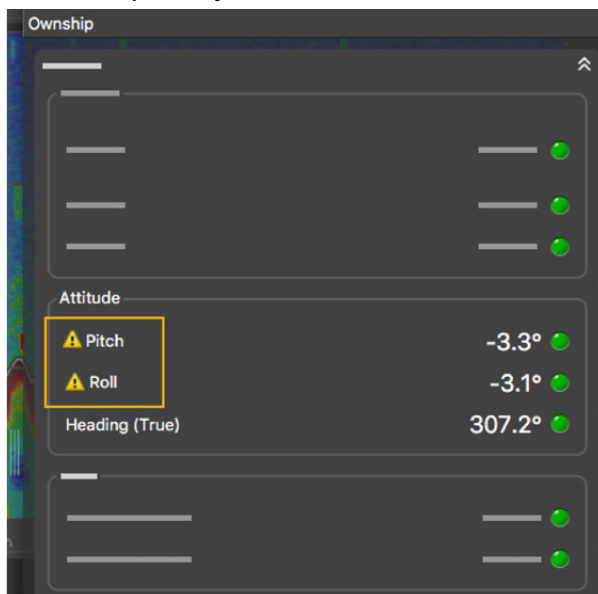 Ownship
Attitude
Pitch -3.3°
Roll -3.1°
Heading (True) 307.2°